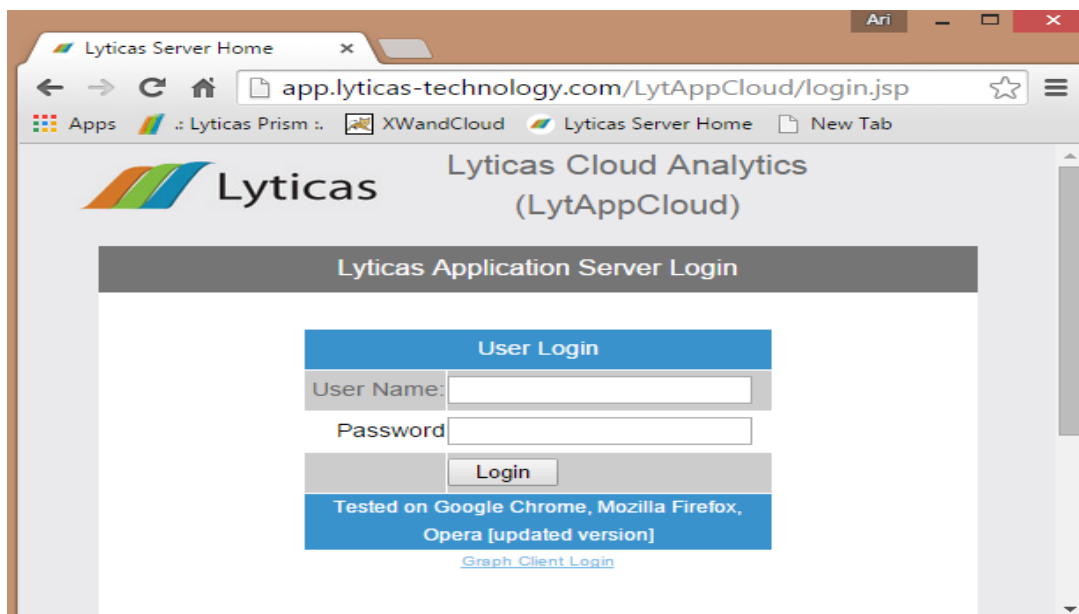 Ari
Lyticas Server Home
app.lyticas-technology.com/LytAppCloud/login.jsp
Apps .: Lyticas Prism :. XWandCloud Lyticas Server Home New Tab
Lyticas
Lyticas Cloud Analytics
(LytAppCloud)
Lyticas Application Server Login
User Login
User Name:
Password
Login
Tested on Google Chrome, Mozilla Firefox,
Opera [updated version]
Graph Client Login